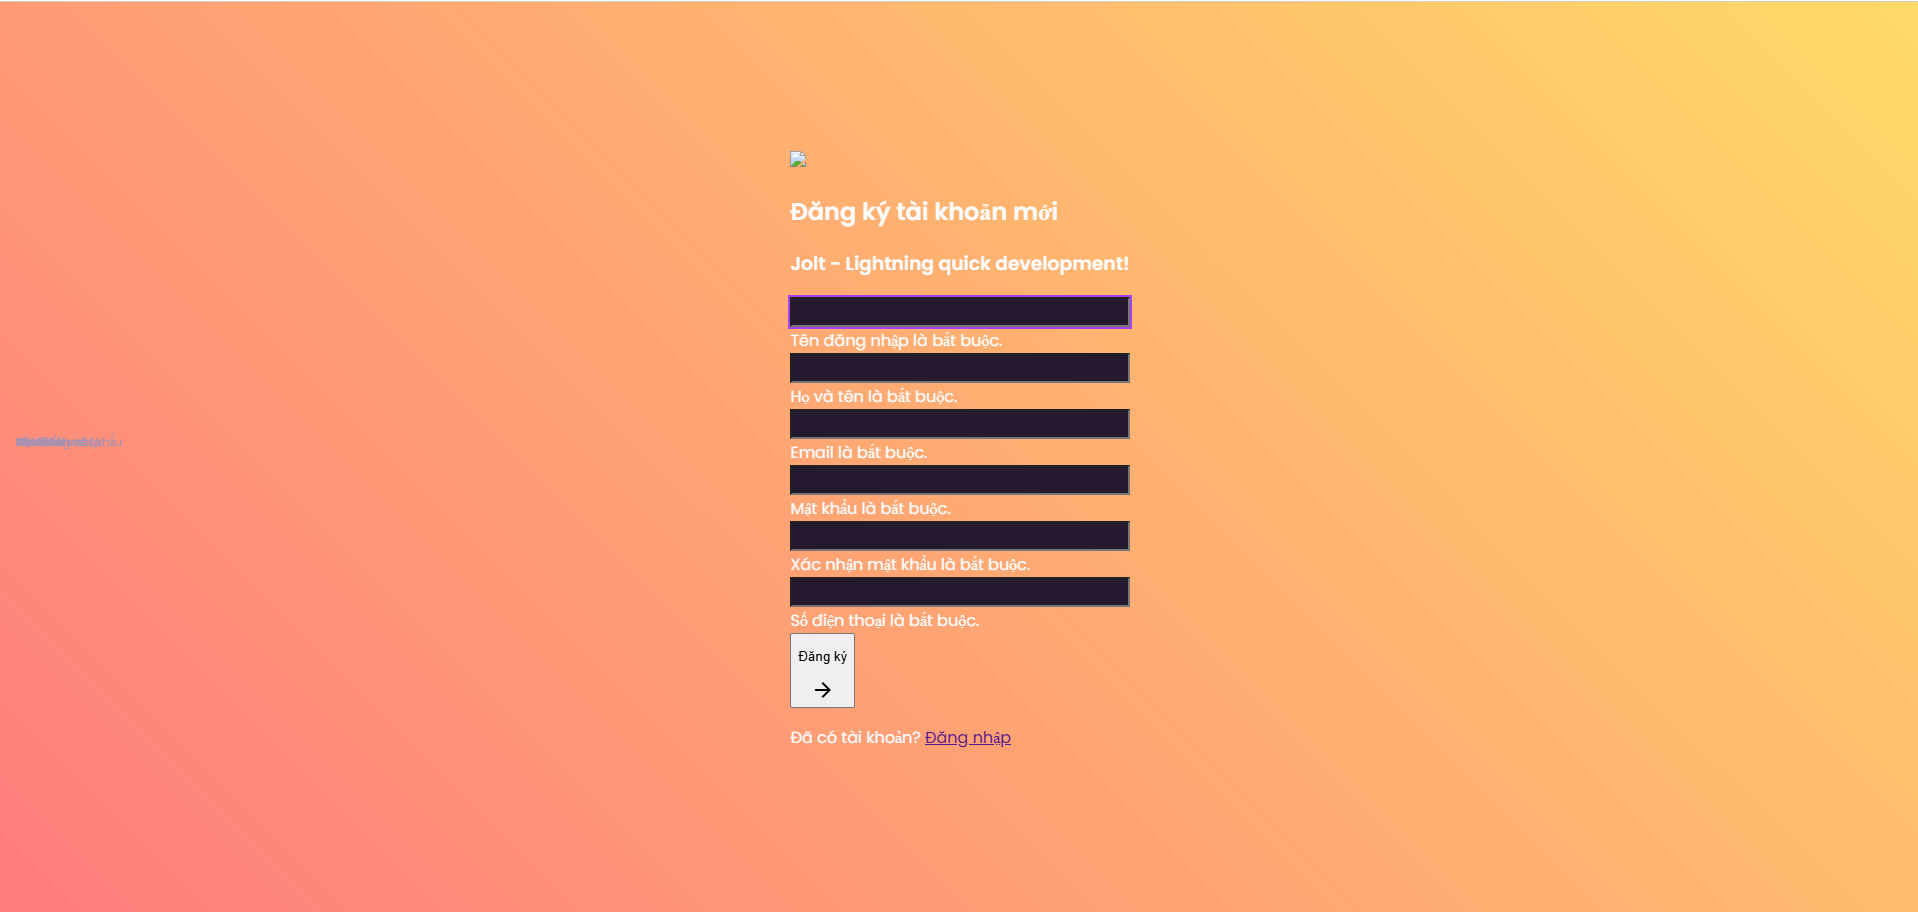 Đăng ký tài khoản mới
Jolt - Lightning quick development!
Tên đăng nhập là bắt buộc.
Họ và tên là bắt buộc.
Email là bắt buộc.
Mật khẩu là bắt buộc.
Xác nhận mật khẩu là bắt buộc.
Số điện thoại là bắt buộc.
Đăng ký
Đã có tài khoản? Đăng nhập